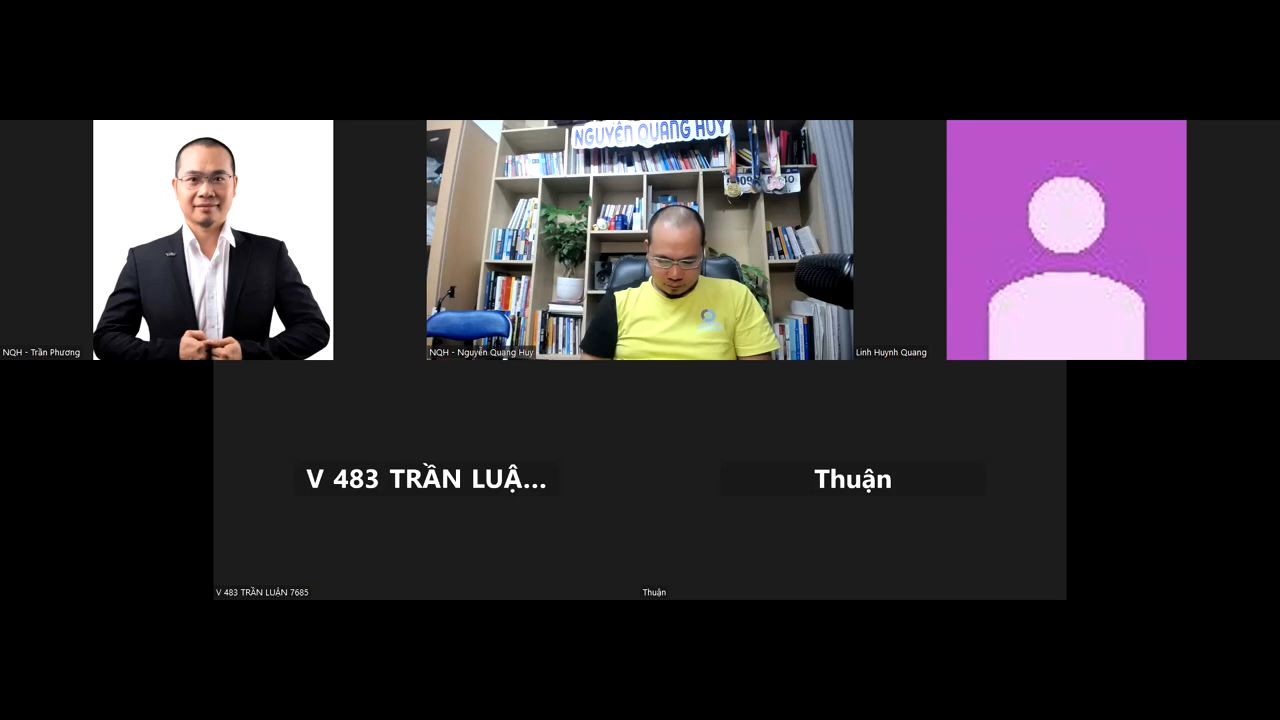 NGUYỄN QUANG HUY
NQH - Trần Phương
NQH - Nguyễn Quang Huy
Linh Huynh Quang
V 483 TRẦN LUẬ...
Thuận
V 483 TRẦN LUẬN 7685
Thuận